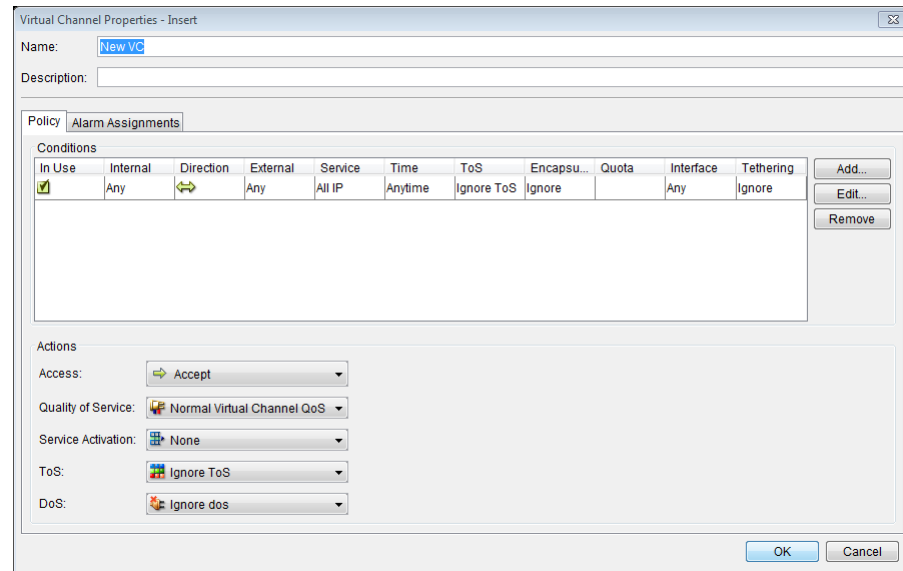 Virtual Channel Properties - Insert
Name: New VC
Description:
Policy Alarm Assignments
Conditions
In Use Internal Direction External Service Time ToS Encapsu... Quota Interface Tethering
Any Any All IP Anytime Ignore ToS Ignore Any Ignore
Add...
Edit...
Remove
Actions
Access: Accept
Quality of Service: Normal Virtual Channel QoS
Service Activation: None
ToS: Ignore ToS
DoS: Ignore dos
OK Cancel